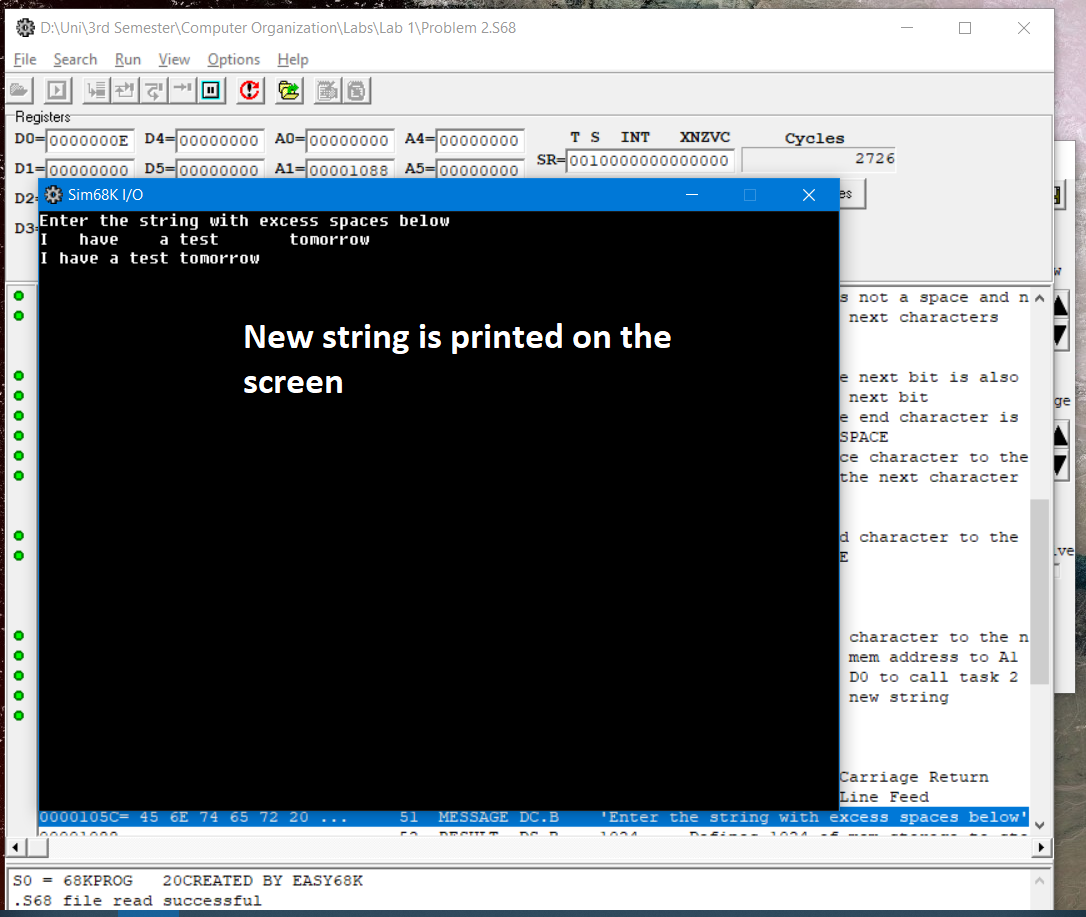 D:\Uni\3rd Semester\Computer Organization\Labs\Lab 1\Problem 2.S68
File Search Run View Options Help
Registers
D0= 0000000E D4= 00000000 A0= 00000000 A4= 00000000 T S INT XNZVC Cycles
D1= 00000000 D5= 00000000 A1= 00001088 A5= 00000000 SR= 0010000000000000 2726
D2=
D3=
es
Sim68K I/O
Enter the string with excess spaces below
I   have    a test       tomorrow
I have a test tomorrow
New string is printed on the
screen
s not a space and n
next characters
e next bit is also
next bit
e end character is
SPACE
ce character to the
the next character
d character to the
E
character to the n
mem address to A1
D0 to call task 2
new string
Carriage Return
Line Feed
0000105C= 45 6E 74 65 72 20 ... 51 MESSAGE DC.B 'Enter the string with excess spaces below'
S0 = 68KPROG   20CREATED BY EASY68K
.S68 file read successful
w
ge
ve